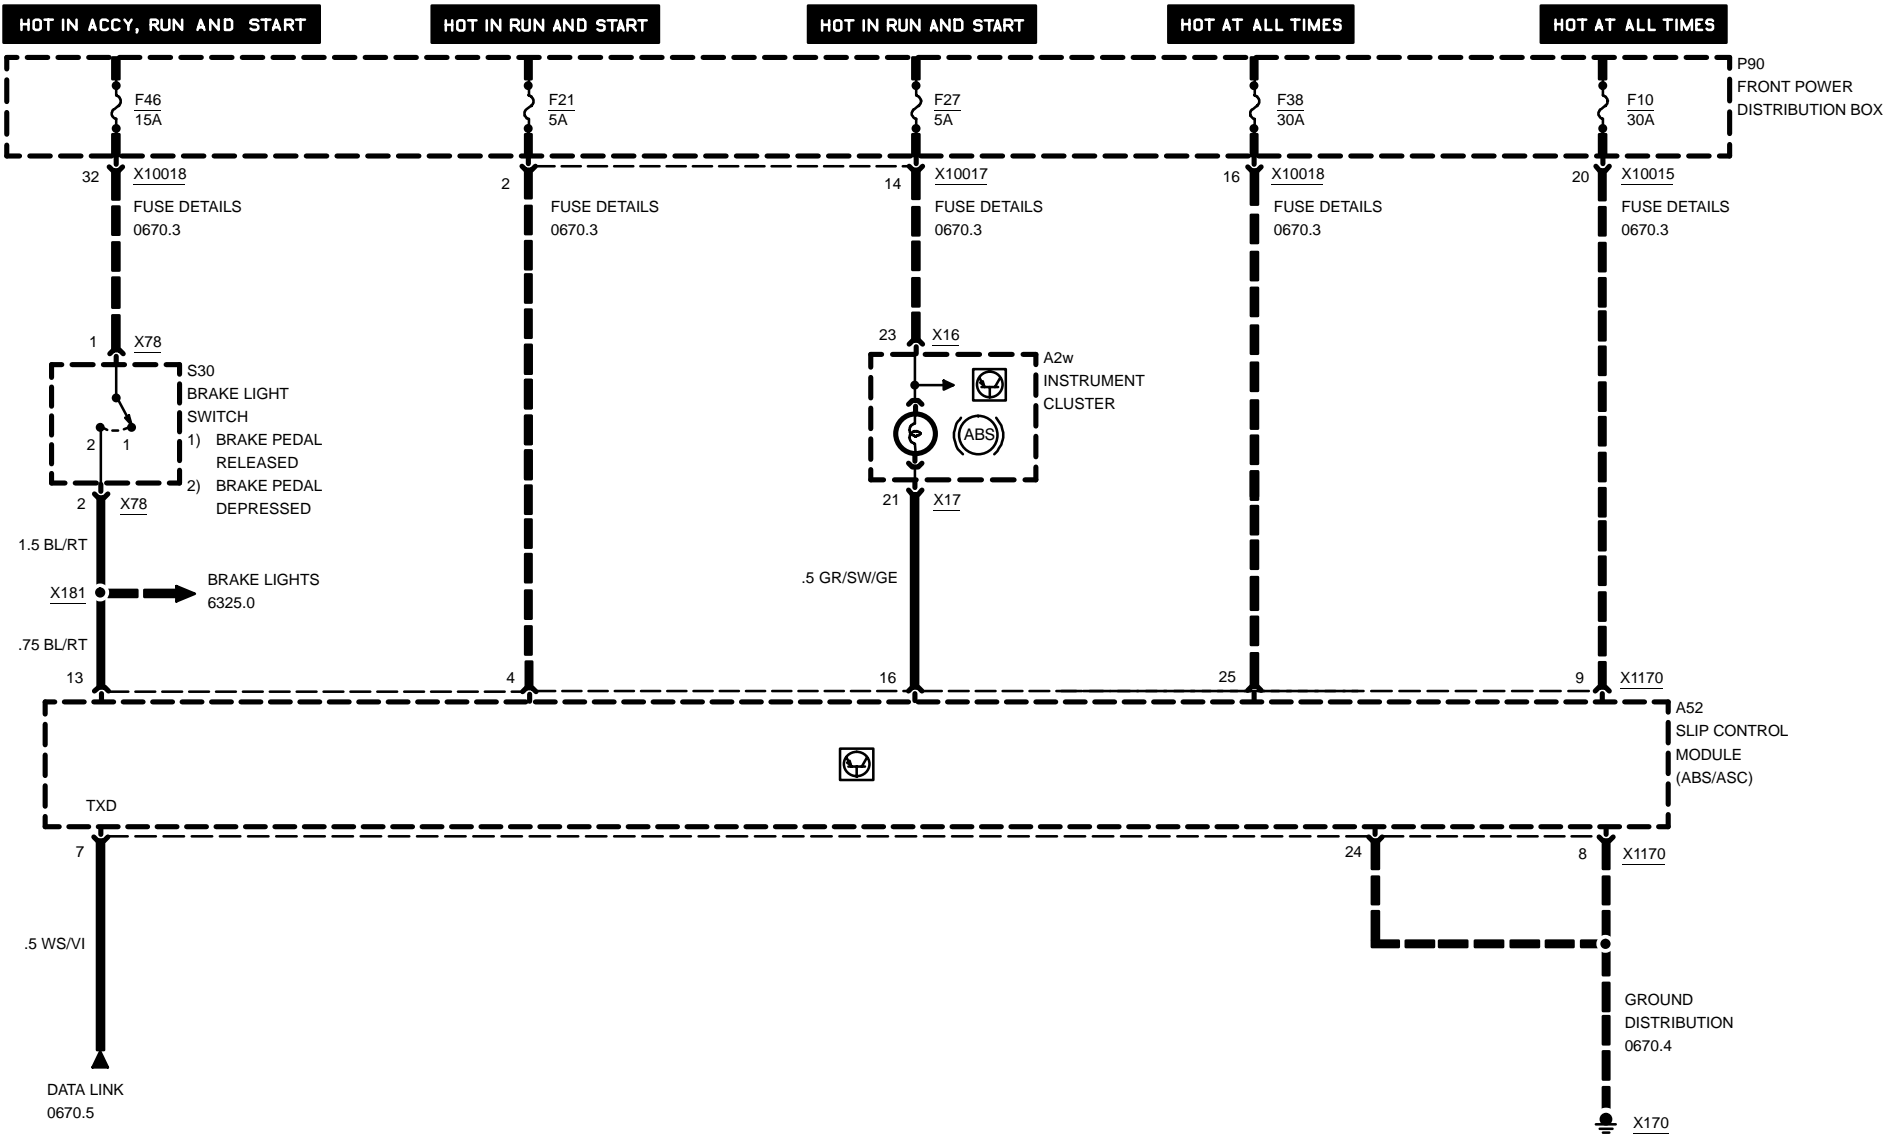 HOT IN ACCY, RUN AND START
HOT IN RUN AND START
HOT IN RUN AND START
HOT AT ALL TIMES
HOT AT ALL TIMES
P90
FRONT POWER
DISTRIBUTION BOX
F46
15A
F21
5A
F27
5A
F38
30A
F10
30A
32
X10018
2
14
X10017
16
X10018
20
X10015
FUSE DETAILS
0670.3
FUSE DETAILS
0670.3
FUSE DETAILS
0670.3
FUSE DETAILS
0670.3
FUSE DETAILS
0670.3
1
X78
S30
BRAKE LIGHT
SWITCH
1) BRAKE PEDAL
RELEASED
2) BRAKE PEDAL
DEPRESSED
2
1
2
X78
23
X16
A2w
INSTRUMENT
CLUSTER
ABS
21
X17
1.5 BL/RT
X181
BRAKE LIGHTS
6325.0
.75 BL/RT
.5 GR/SW/GE
13
4
16
25
9
X1170
A52
SLIP CONTROL
MODULE
(ABS/ASC)
TXD
7
24
8
X1170
.5 WS/VI
GROUND
DISTRIBUTION
0670.4
DATA LINK
0670.5
X170